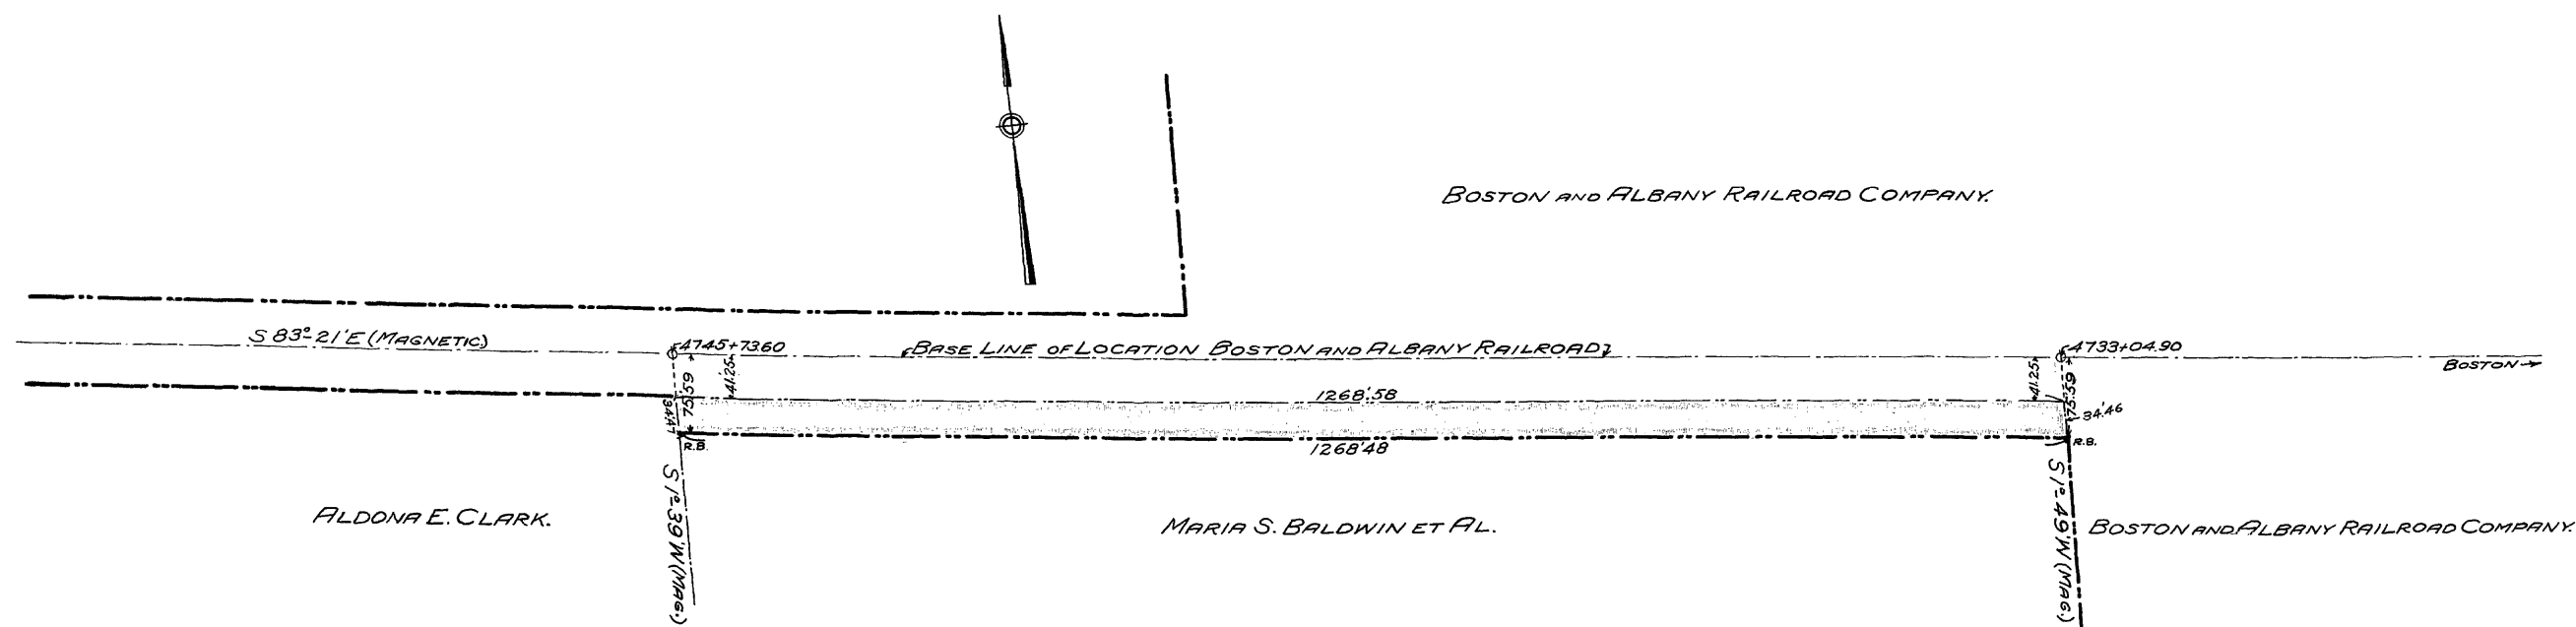 BOSTON AND ALBANY RAILROAD COMPANY.
S 83°-21' E (MAGNETIC)
4745+73.60
BASE LINE OF LOCATION BOSTON AND ALBANY RAILROAD
4733+04.90
BOSTON
75.59
41.25
34.47
1268.58
41.25
75.59
34.46
R.B.
1268.48
R.B.
S 1°-39' W (MAG.)
S 1°-49' W (MAG.)
ALDONA E. CLARK.
MARIA S. BALDWIN ET AL.
BOSTON AND ALBANY RAILROAD COMPANY.